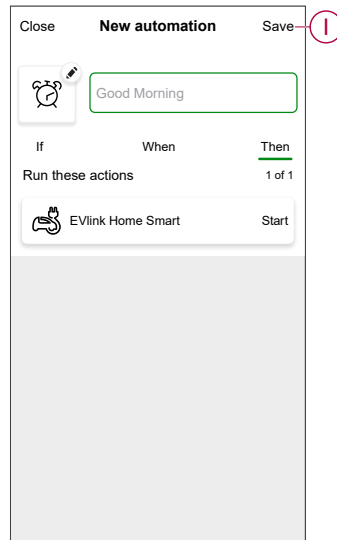 Close New automation Save I
Good Morning
If When Then
Run these actions 1 of 1
EVlink Home Smart Start